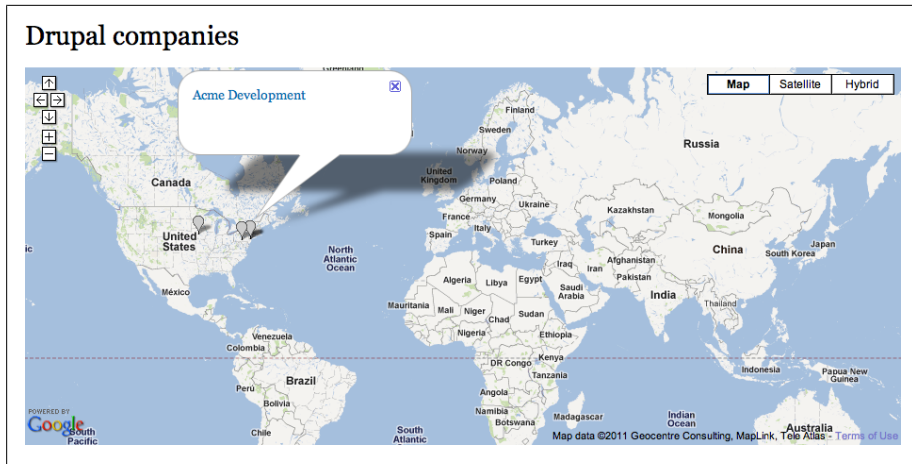 Drupal companies
Greenland
Map
Satellite
Hybrid
Acme Development
Finland
Sweden
Norway
Russia
United
Kingdom
Canada
Poland
Germany
Ukraine
Kazakhstan
France
Mongolia
Italy
United
States
Spain
Turkey
China
Japan
South Korea
North
Atlantic
Ocean
Iraq
Iran
Afghanistan
Pakistan
Algeria
Libya
Egypt
Saudi
Arabia
México
India
Mauritania
Mali
Niger
Chad
Sudan
Thailand
Nigeria
Ethiopia
Venezuela
Colombia
DR Congo
Kenya
Indonesia
Papua New
Guinea
Tanzania
Brazil
Perú
Angola
Bolivia
Namibia
Botswana
Madagascar
POWERED BY
Google
South
Pacific
Chile
South
Atlantic
Indian
Ocean
Australia
Map data ©2011 Geocentre Consulting, MapLink, Tele Atlas - Terms of Use